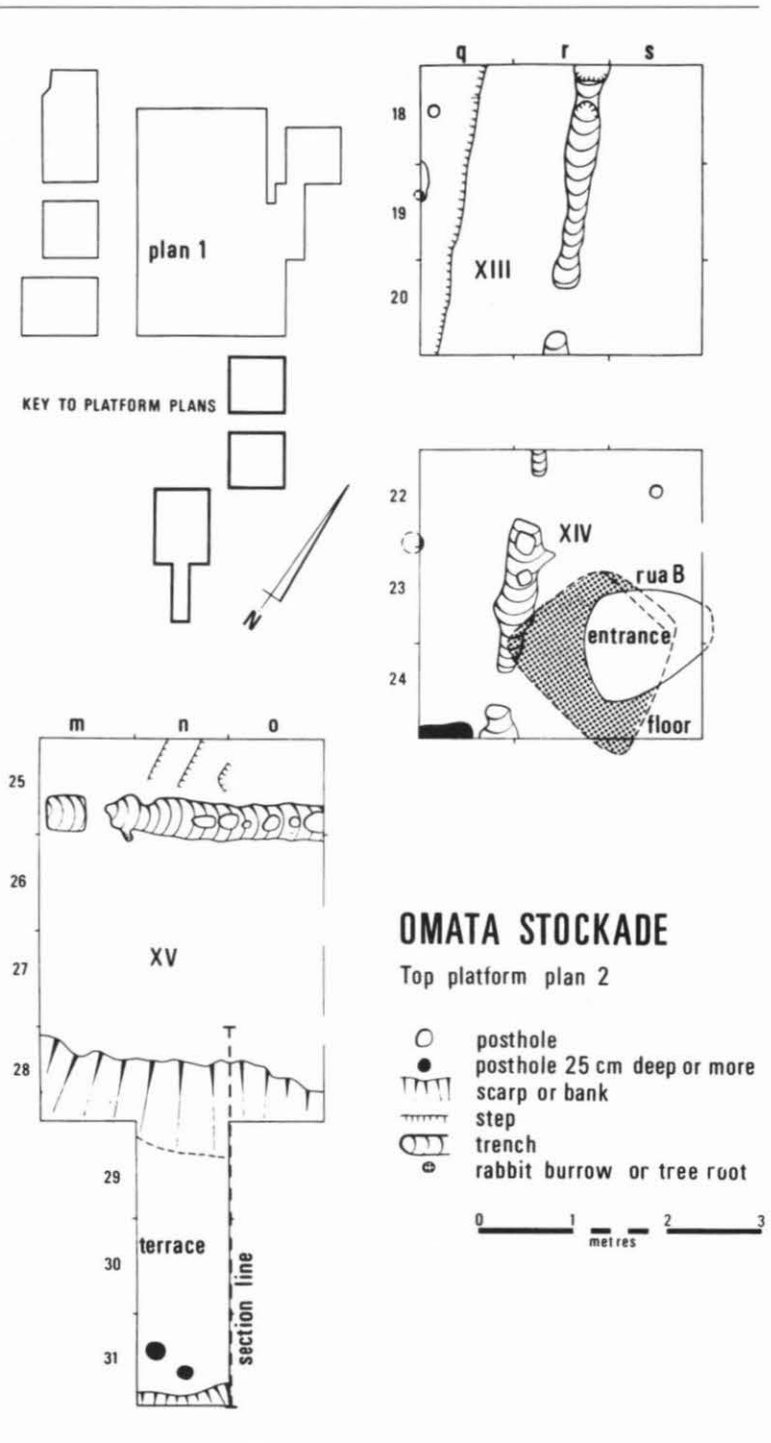 plan 1
KEY TO PLATFORM PLANS
N
q r s
18
19
20
XIII
22
23
24
XIV
rua B
entrance
floor
m n o
25
26
27
28
29
30
31
XV
terrace
section line
OMATA STOCKADE
Top platform plan 2
posthole
posthole 25 cm deep or more
scarp or bank
step
trench
rabbit burrow or tree root
0 1 2 3
metres